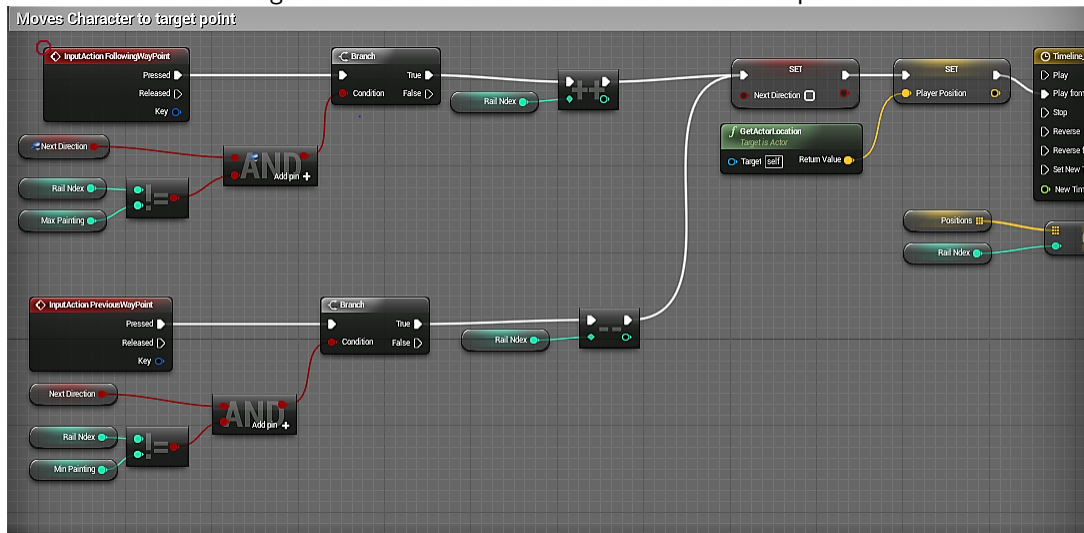 Moves Character to target point
InputAction FollowingWayPoint
Pressed
Released
Key
Branch
True
Condition
False
Rail Ndex
++
SET
Next Direction
SET
Player Position
Timeline_
Play
Play from
Stop
Reverse
Reverse f
Set New T
New Tim
GetActorLocation
Target is Actor
Target self
Return Value
Next Direction
AND
Add pin +
Rail Ndex
!=
Max Painting
Positions
Rail Ndex
InputAction PreviousWayPoint
Pressed
Released
Key
Branch
True
Condition
False
Rail Ndex
--
Next Direction
AND
Add pin +
Rail Ndex
!=
Min Painting